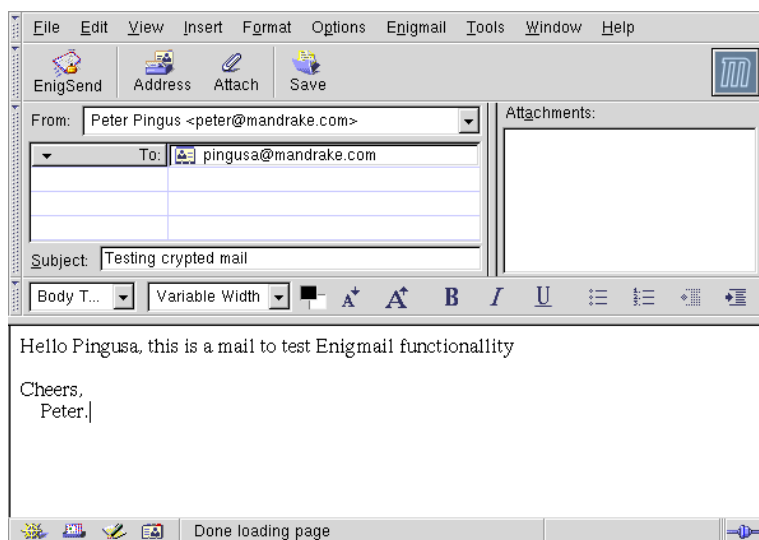 File Edit View Insert Format Options Enigmail Tools Window Help
EnigSend Address Attach Save
From: Peter Pingus <peter@mandrake.com>
Attachments:
To: pingusa@mandrake.com
Subject: Testing crypted mail
Body T... Variable Width A A B I U
Hello Pingusa, this is a mail to test Enigmail functionallity
Cheers,
Peter.
Done loading page